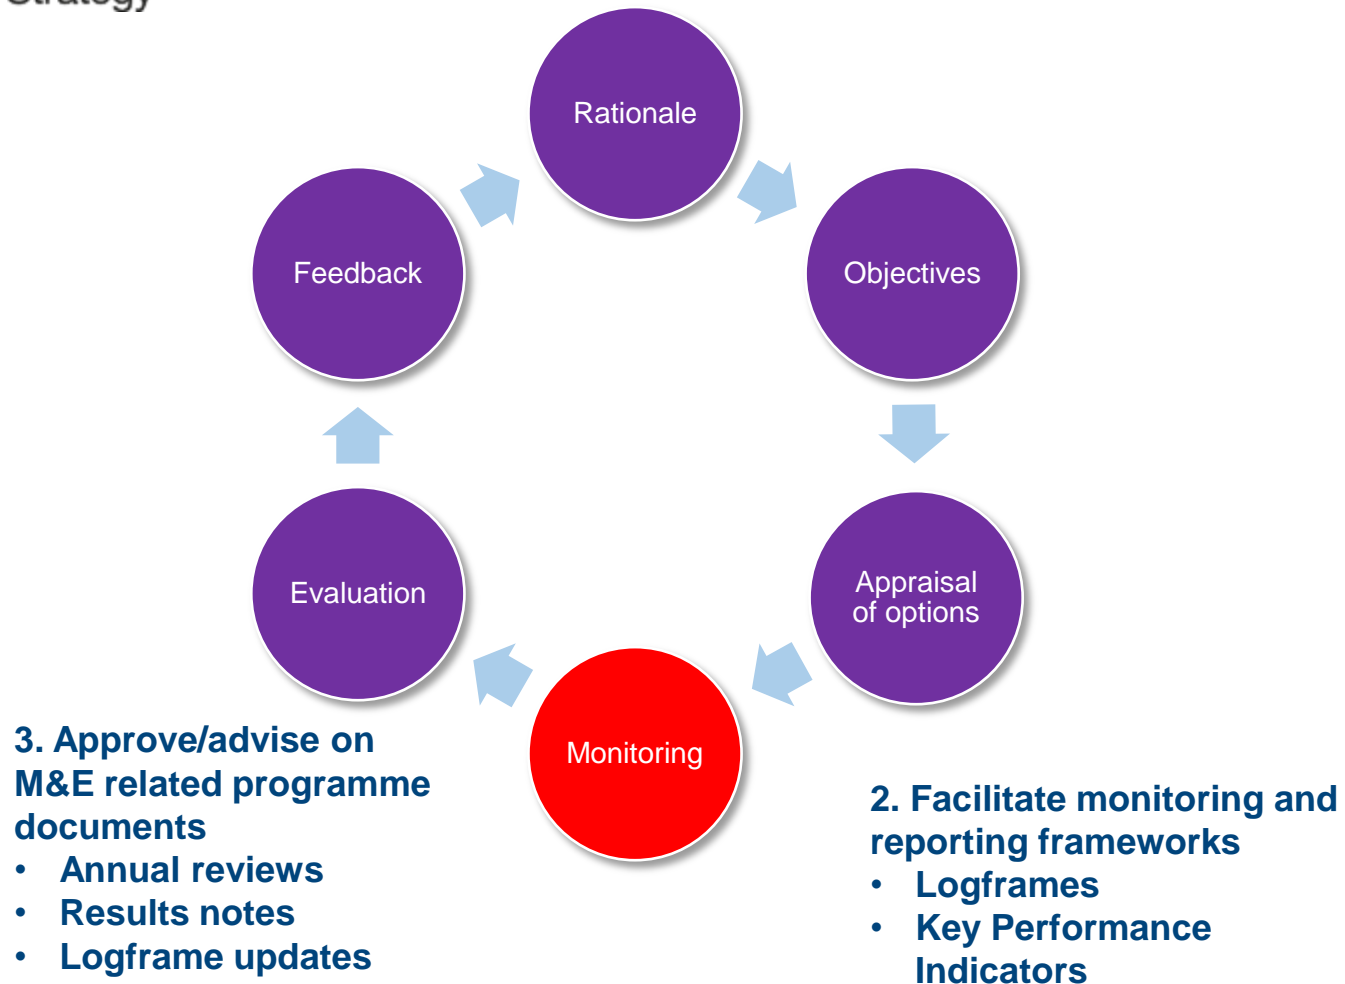 Strategy
Rationale
Objectives
Appraisal
of options
Monitoring
Evaluation
Feedback
3. Approve/advise on
M&E related programme
documents
• Annual reviews
• Results notes
• Logframe updates
2. Facilitate monitoring and
reporting frameworks
• Logframes
• Key Performance
Indicators